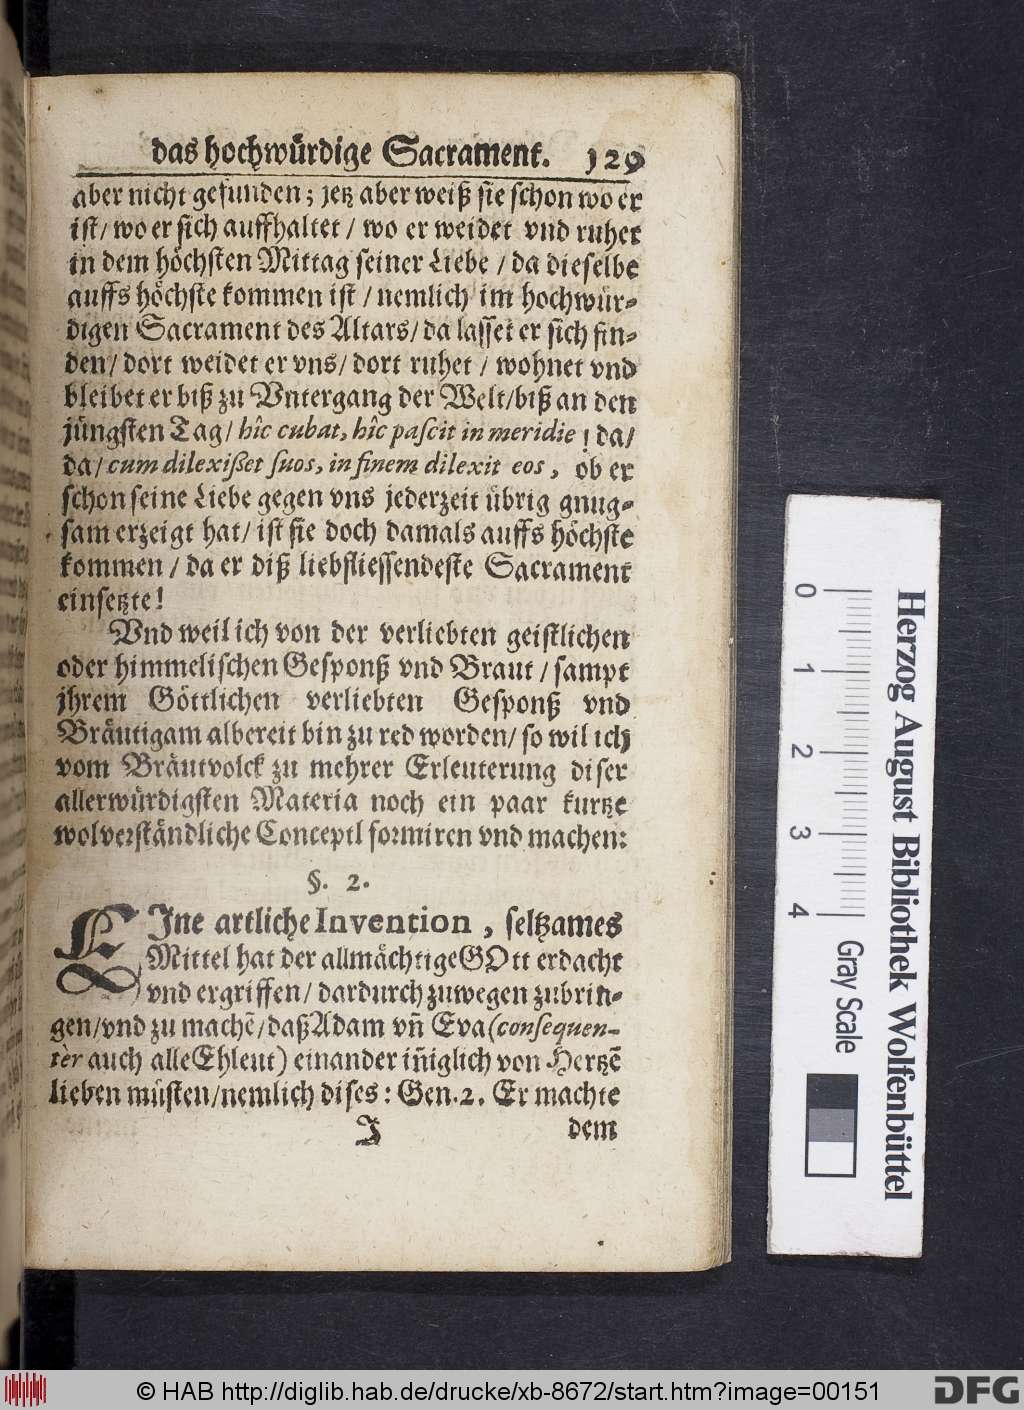 das hochwürdige Sacrament. 129
aber nicht gefunden; jetz aber weiß sie schon wo er
ist/ wo er sich auffhaltet / wo er weidet vnd ruhet
in dem höchsten Mittag seiner Liebe / da dieselbe
auffs höchste kommen ist / nemlich im hochwür-
digen Sacrament des Altars/ da lasset er sich fin-
den/ dort weidet er vns/ dort ruhet / wohnet vnd
bleibet er biß zu Vntergang der Welt/biß an den
jüngsten Tag/ hîc cubat, hîc pascit in meridie ! da/
da/ cum dilexißet suos, in finem dilexit eos, ob er
schon seine Liebe gegen vns jederzeit übrig gnug-
sam erzeigt hat/ ist sie doch damals auffs höchste
kommen / da er diß liebfliessendeste Sacrament
einsetzte!
Vnd weil ich von der verliebten geistlichen
oder himmelischen Gesponß vnd Braut / sampt
jhrem Göttlichen verliebten Gesponß vnd
Bräutigam albereit bin zu red worden/ so wil ich
vom Bräutvolck zu mehrer Erleuterung diser
allerwürdigsten Materia noch ein paar kurtze
wolverständliche Conceptl formiren vnd machen:
§. 2.
EIne artliche Invention, seltzames
Mittel hat der allmächtige GOtt erdacht
vnd ergriffen/ dardurch zuwegen zubrin-
gen/vnd zu machē/daß Adam vn̄ Eva (consequen-
tèr auch alle Ehleut) einander in̄iglich von Hertzē
lieben müsten/nemlich dises: Gen. 2. Er machte
J dem
Herzog August Bibliothek Wolfenbüttel
0 1 2 3 4
Gray Scale
© HAB http://diglib.hab.de/drucke/xb-8672/start.htm?image=00151
DFG